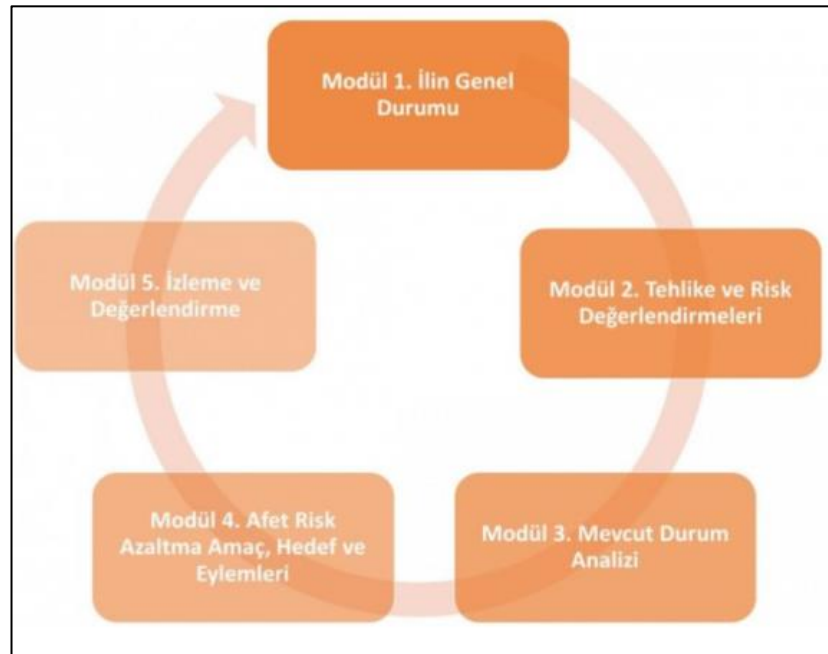 Modül 1. İlin Genel
Durumu
Modül 2. Tehlike ve Risk
Değerlendirmeleri
Modül 3. Mevcut Durum
Analizi
Modül 4. Afet Risk
Azaltma Amaç, Hedef ve
Eylemleri
Modül 5. İzleme ve
Değerlendirme